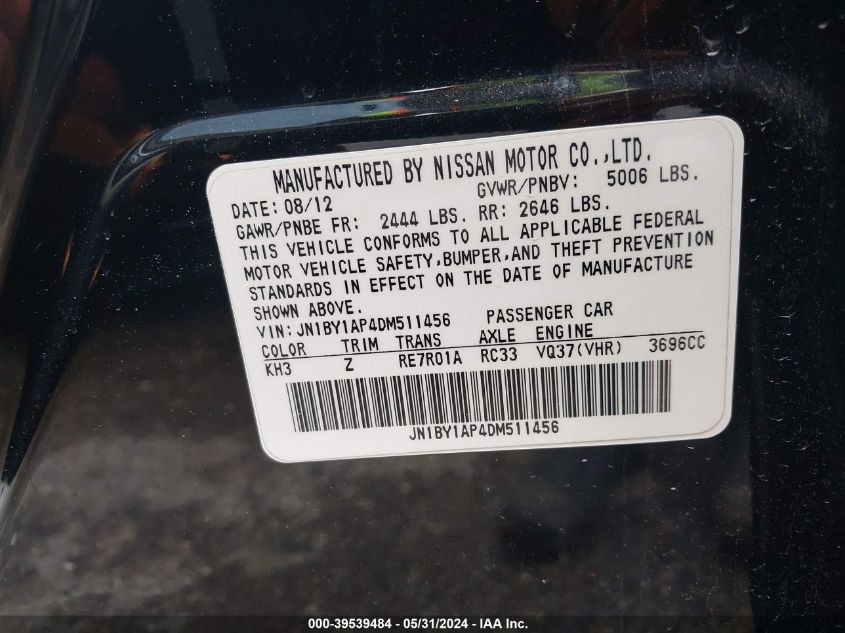 MANUFACTURED BY NISSAN MOTOR CO.,LTD.
DATE: 08/12 GVWR/PNBV: 5006 LBS.
GAWR/PNBE FR: 2444 LBS. RR: 2646 LBS.
THIS VEHICLE CONFORMS TO ALL APPLICABLE FEDERAL
MOTOR VEHICLE SAFETY,BUMPER,AND THEFT PREVENTION
STANDARDS IN EFFECT ON THE DATE OF MANUFACTURE
SHOWN ABOVE.
VIN:JN1BY1AP4DM511456 PASSENGER CAR
COLOR TRIM TRANS AXLE ENGINE
KH3 Z RE7R01A RC33 VQ37(VHR) 3696CC
JN1BY1AP4DM511456
000-39539484 - 05/31/2024 - IAA Inc.